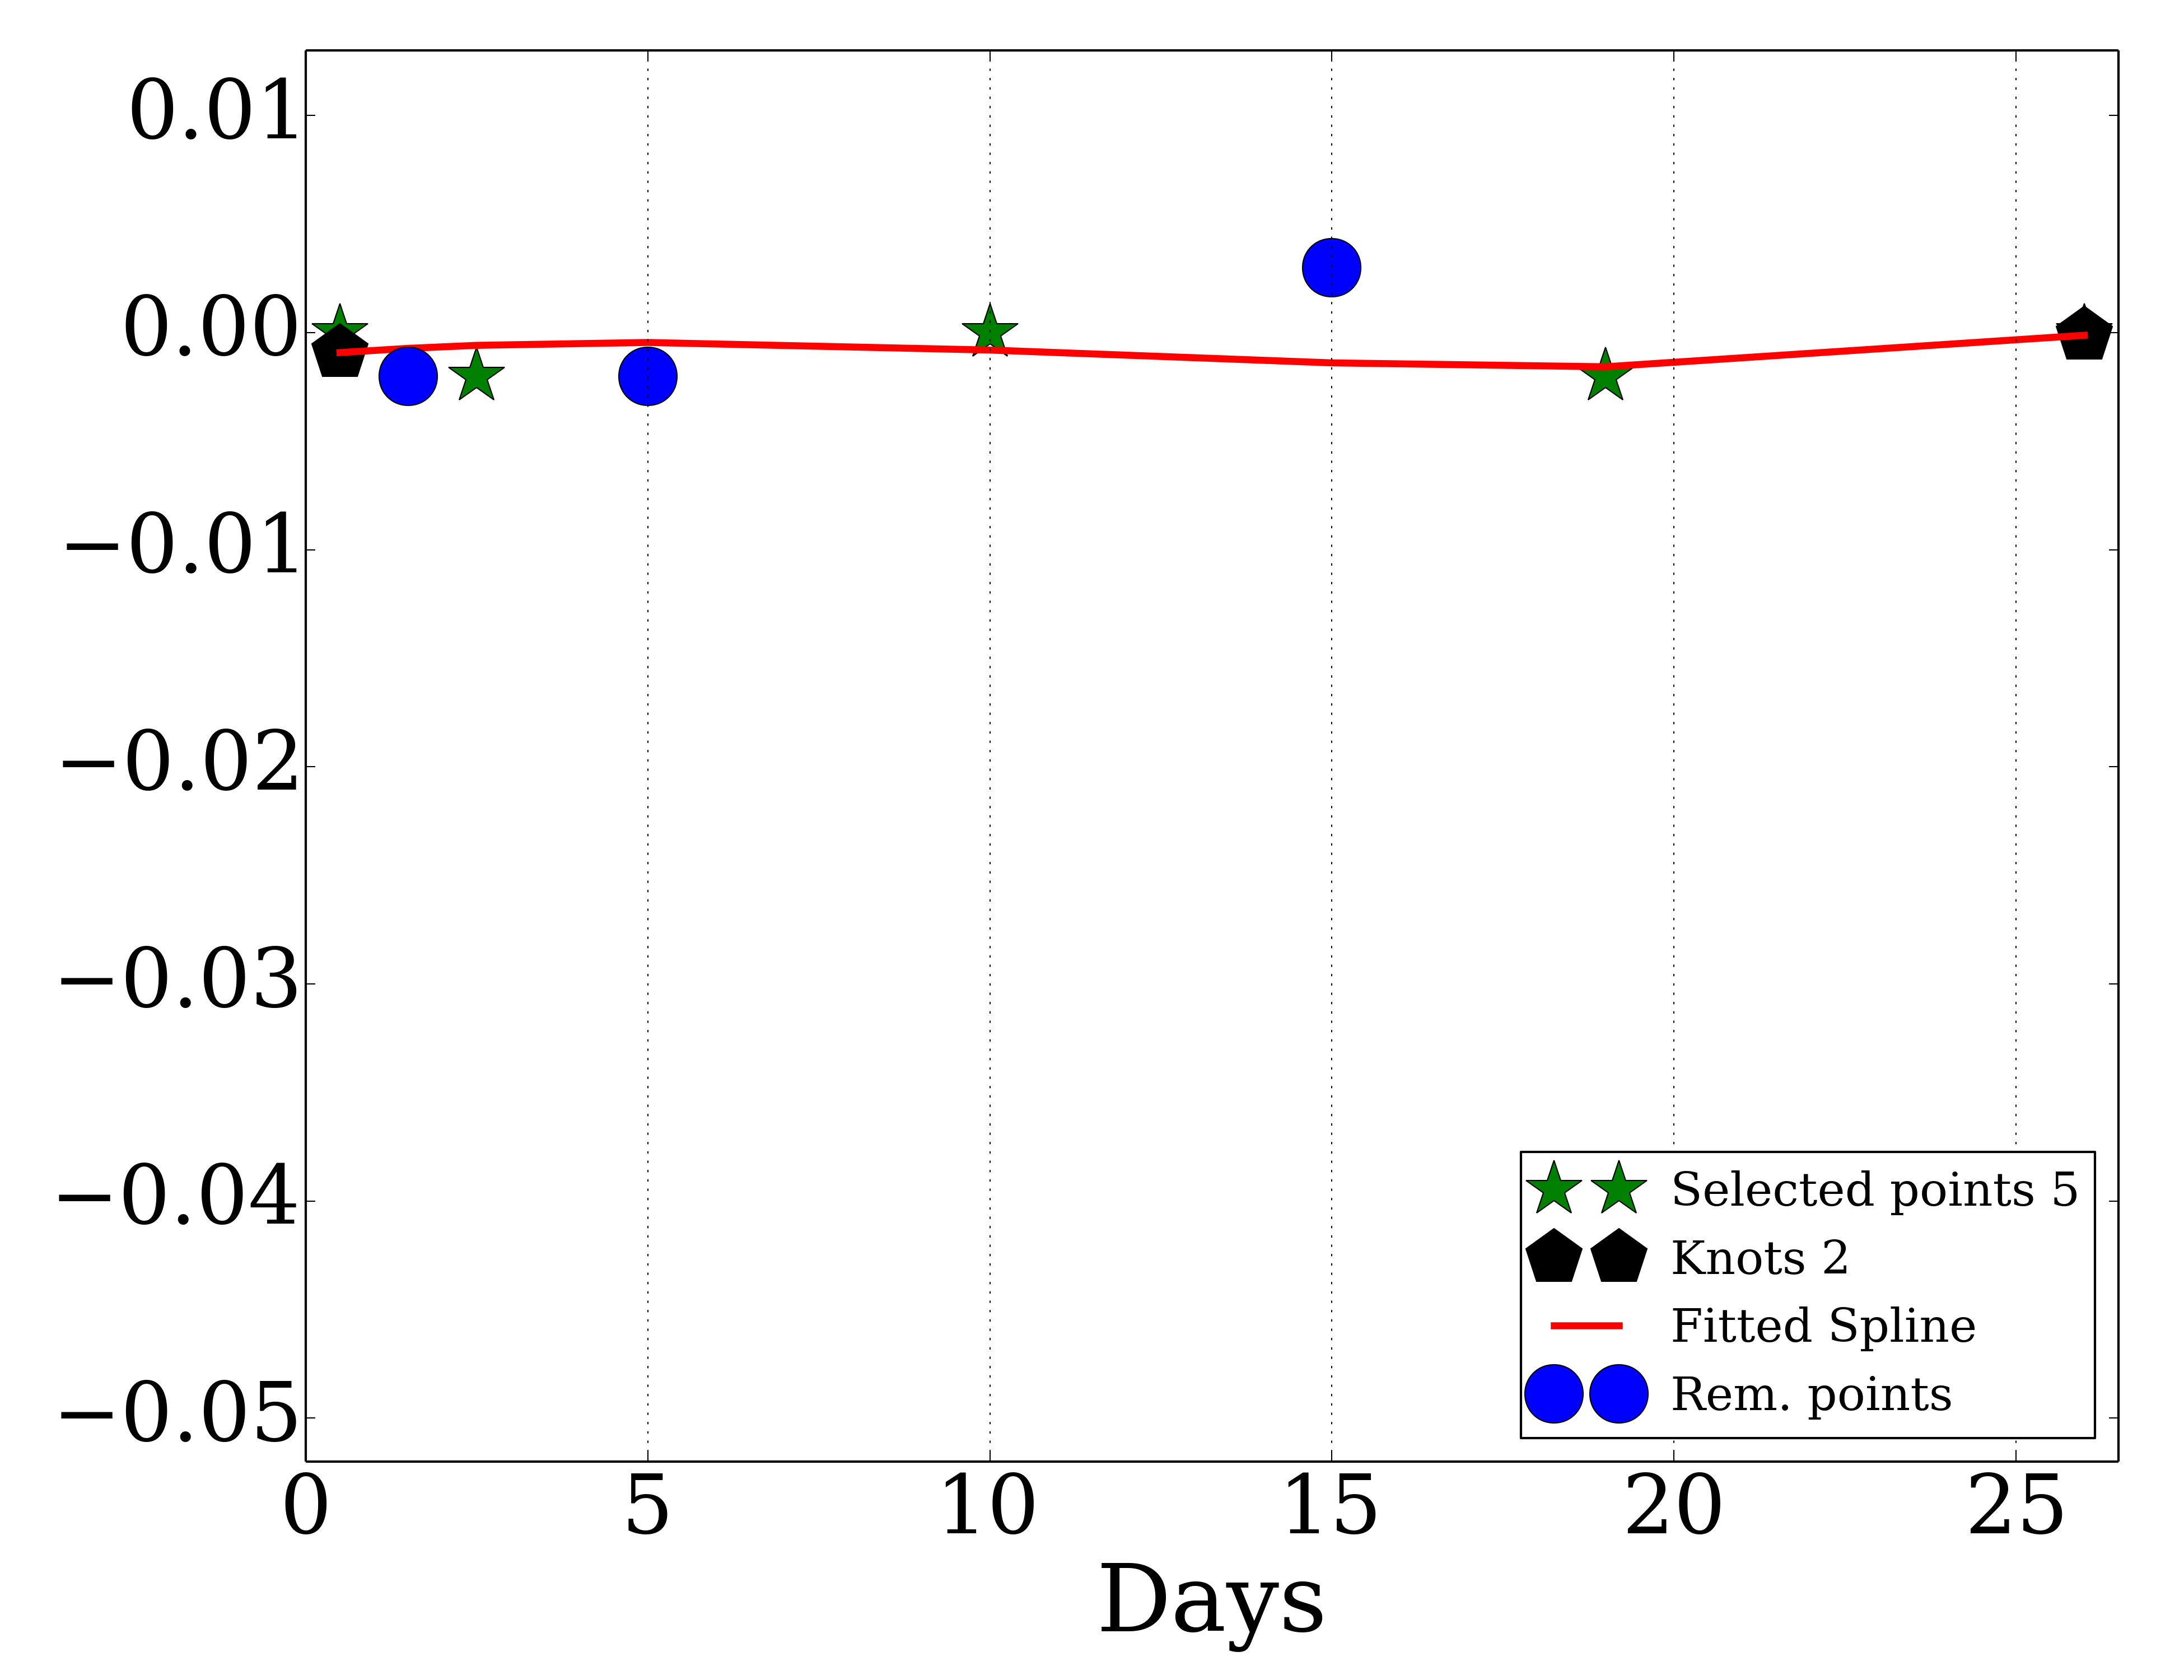 0.01
0.00
−0.01
−0.02
−0.03
−0.04
−0.05
Selected points 5
Knots 2
Fitted Spline
Rem. points
0 5 10 15 20 25
Days